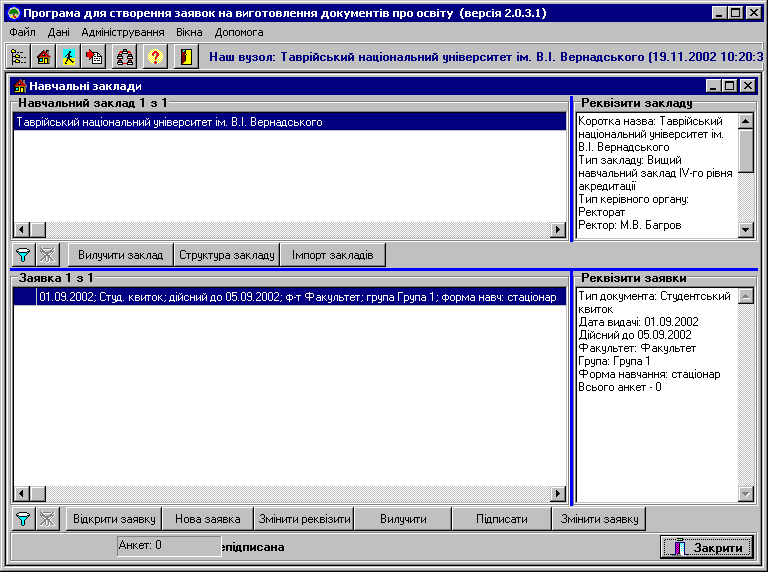 Програма для створення заявок на виготовлення документів про освіту (версія 2.0.3.1)
Файл Дані Адміністрування Вікна Допомога
Наш вузол: Таврійський національний університет ім. В.І. Вернадського (19.11.2002 10:20:3
Навчальні заклади
Навчальний заклад 1 з 1
Таврійський національний університет ім. В.І. Вернадського
Реквізити закладу
Коротка назва: Таврійський
національний університет ім.
В.І. Вернадського
Тип закладу: Вищий
навчальний заклад IV-го рівня
акредитації
Тип керівного органу:
Ректорат
Ректор: М.В. Багров
Вилучити заклад Структура закладу Імпорт закладів
Заявка 1 з 1
01.09.2002; Студ. квиток; дійсний до 05.09.2002; ф-т Факультет; група Група 1; форма навч: стаціонар
Реквізити заявки
Тип документа: Студентський
квиток
Дата видачі: 01.09.2002
Дійсний до 05.09.2002
Факультет: Факультет
Група: Група 1
Форма навчання: стаціонар
Всього анкет - 0
Відкрити заявку Нова заявка Змінити реквізити Вилучити Підписати Змінити заявку
Анкет: 0 епідписана
Закрити